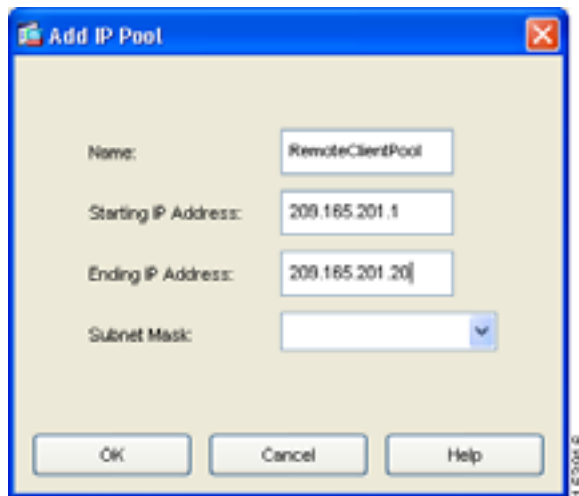 Add IP Pool
Name: RemoteClientPool
Starting IP Address: 209.165.201.1
Ending IP Address: 209.165.201.20
Subnet Mask:
OK Cancel Help